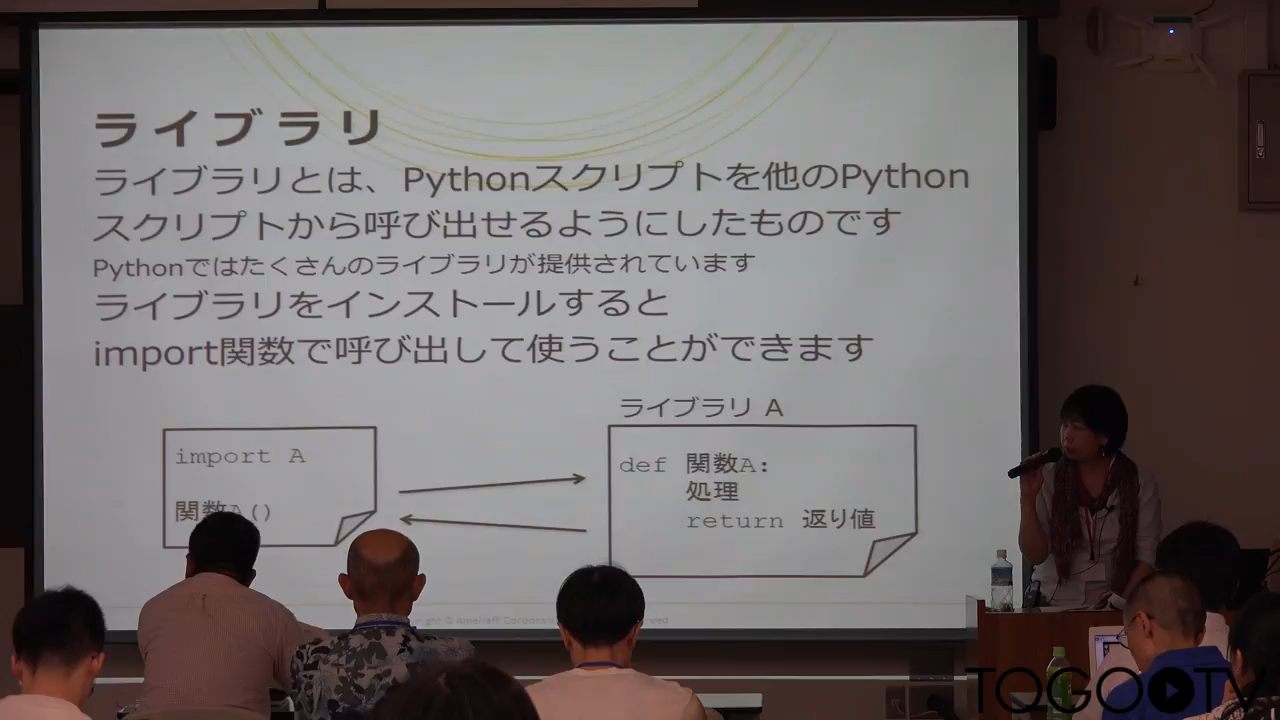 ライブラリ
ライブラリとは、Pythonスクリプトを他のPython
スクリプトから呼び出せるようにしたものです
Pythonではたくさんのライブラリが提供されています
ライブラリをインストールすると
import関数で呼び出して使うことができます
import A
関数A()
ライブラリ A
def 関数A:
処理
return 返り値
TOGOTV